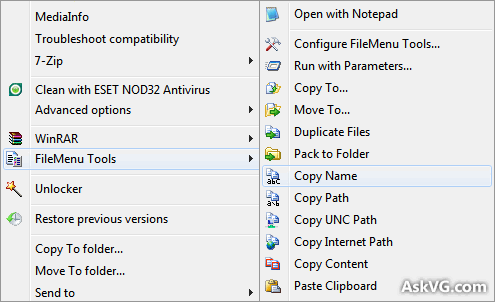 MediaInfo
Troubleshoot compatibility
7-Zip
Clean with ESET NOD32 Antivirus
Advanced options
WinRAR
FileMenu Tools
Unlocker
Restore previous versions
Copy To folder...
Move To folder...
Send to
Open with Notepad
Configure FileMenu Tools...
Run with Parameters...
Copy To...
Move To...
Duplicate Files
Pack to Folder
Copy Name
Copy Path
Copy UNC Path
Copy Internet Path
Copy Content
Paste Clipboard
AskVG.com